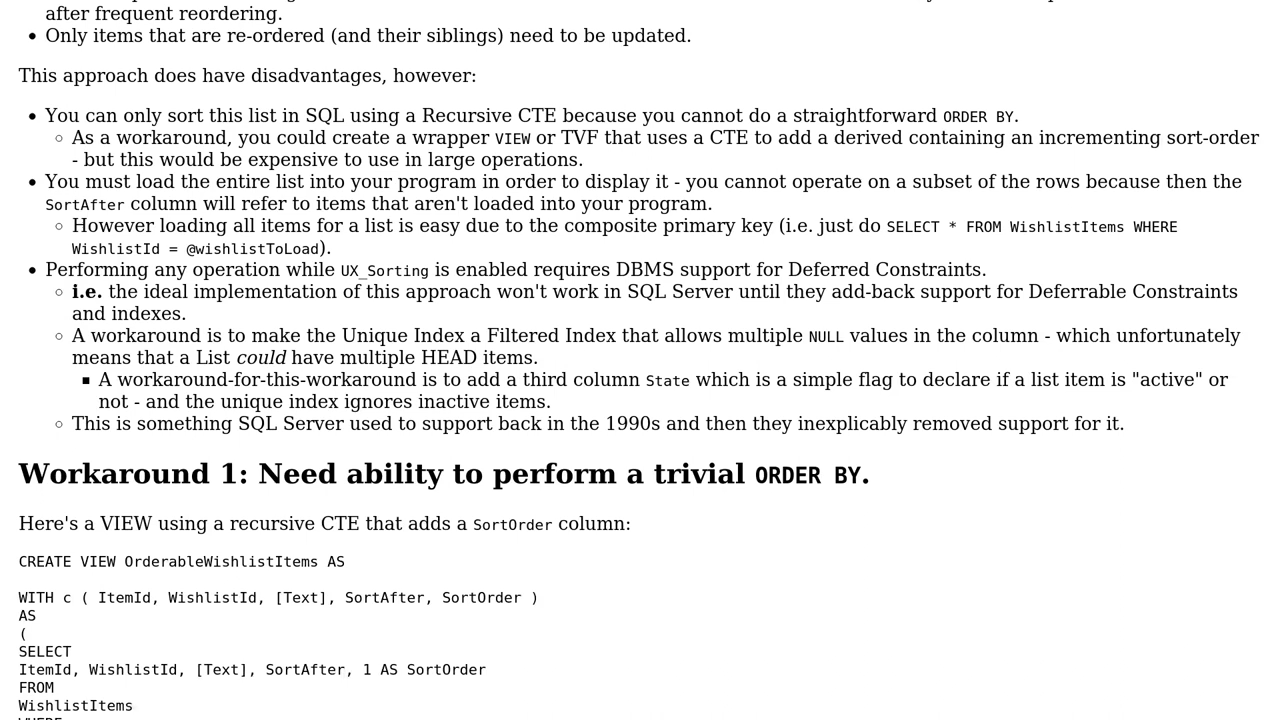 after frequent reordering.
Only items that are re-ordered (and their siblings) need to be updated.
This approach does have disadvantages, however:
You can only sort this list in SQL using a Recursive CTE because you cannot do a straightforward ORDER BY.
As a workaround, you could create a wrapper VIEW or TVF that uses a CTE to add a derived containing an incrementing sort-order
- but this would be expensive to use in large operations.
You must load the entire list into your program in order to display it - you cannot operate on a subset of the rows because then the
SortAfter column will refer to items that aren't loaded into your program.
However loading all items for a list is easy due to the composite primary key (i.e. just do SELECT * FROM WishlistItems WHERE
WishlistId = @wishlistToLoad).
Performing any operation while UX_Sorting is enabled requires DBMS support for Deferred Constraints.
i.e. the ideal implementation of this approach won't work in SQL Server until they add-back support for Deferrable Constraints
and indexes.
A workaround is to make the Unique Index a Filtered Index that allows multiple NULL values in the column - which unfortunately
means that a List could have multiple HEAD items.
A workaround-for-this-workaround is to add a third column State which is a simple flag to declare if a list item is "active" or
not - and the unique index ignores inactive items.
This is something SQL Server used to support back in the 1990s and then they inexplicably removed support for it.
Workaround 1: Need ability to perform a trivial ORDER BY.
Here's a VIEW using a recursive CTE that adds a SortOrder column:
CREATE VIEW OrderableWishlistItems AS
WITH c ( ItemId, WishlistId, [Text], SortAfter, SortOrder )
AS
(
SELECT
ItemId, WishlistId, [Text], SortAfter, 1 AS SortOrder
FROM
WishlistItems